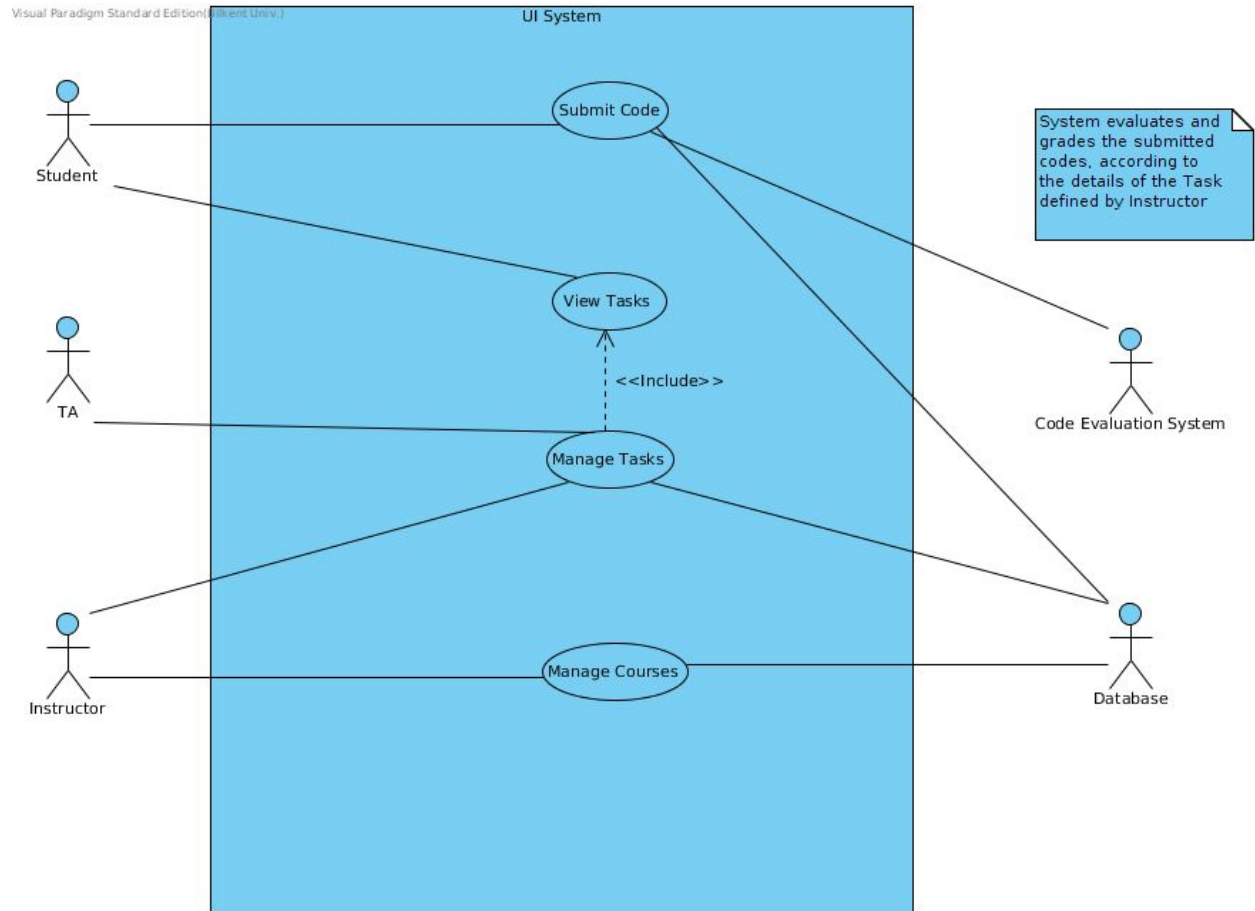 Visual Paradigm Standard Edition(Bilkent Univ.)
UI System
Submit Code
System evaluates and
grades the submitted
codes, according to
the details of the Task
defined by Instructor
Student
View Tasks
TA
<<Include>>
Code Evaluation System
Manage Tasks
Manage Courses
Instructor
Database